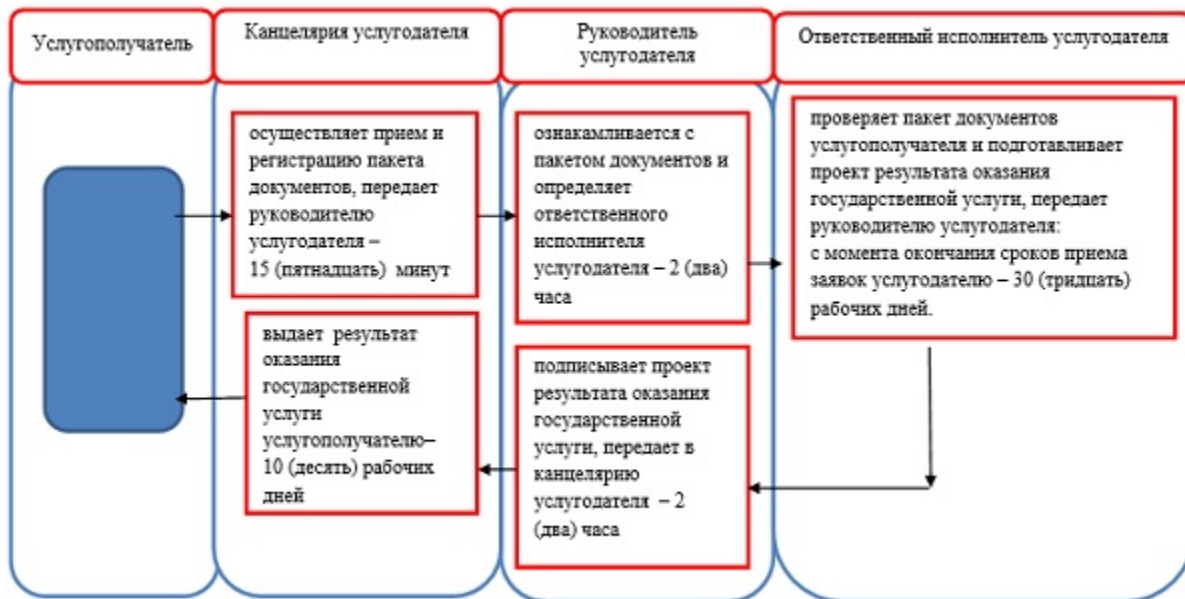 Услугополучатель
Канцелярия услугодателя
Руководитель
услугодателя
Ответственный исполнитель услугодателя
осуществляет прием и
регистрацию пакета
документов, передает
руководителю
услугодателя –
15 (пятнадцать) минут
ознакамливается с
пакетом документов и
определяет
ответственного
исполнителя
услугодателя – 2 (два)
часа
проверяет пакет документов
услугополучателя и подготавливает
проект результата оказания
государственной услуги, передает
руководителю услугодателя:
с момента окончания сроков приема
заявок услугодателю – 30 (тридцать)
рабочих дней.
выдает результат
оказания
государственной
услуги
услугополучателю–
10 (десять) рабочих
дней
подписывает проект
результата оказания
государственной
услуги, передает в
канцелярию
услугодателя – 2
(два) часа